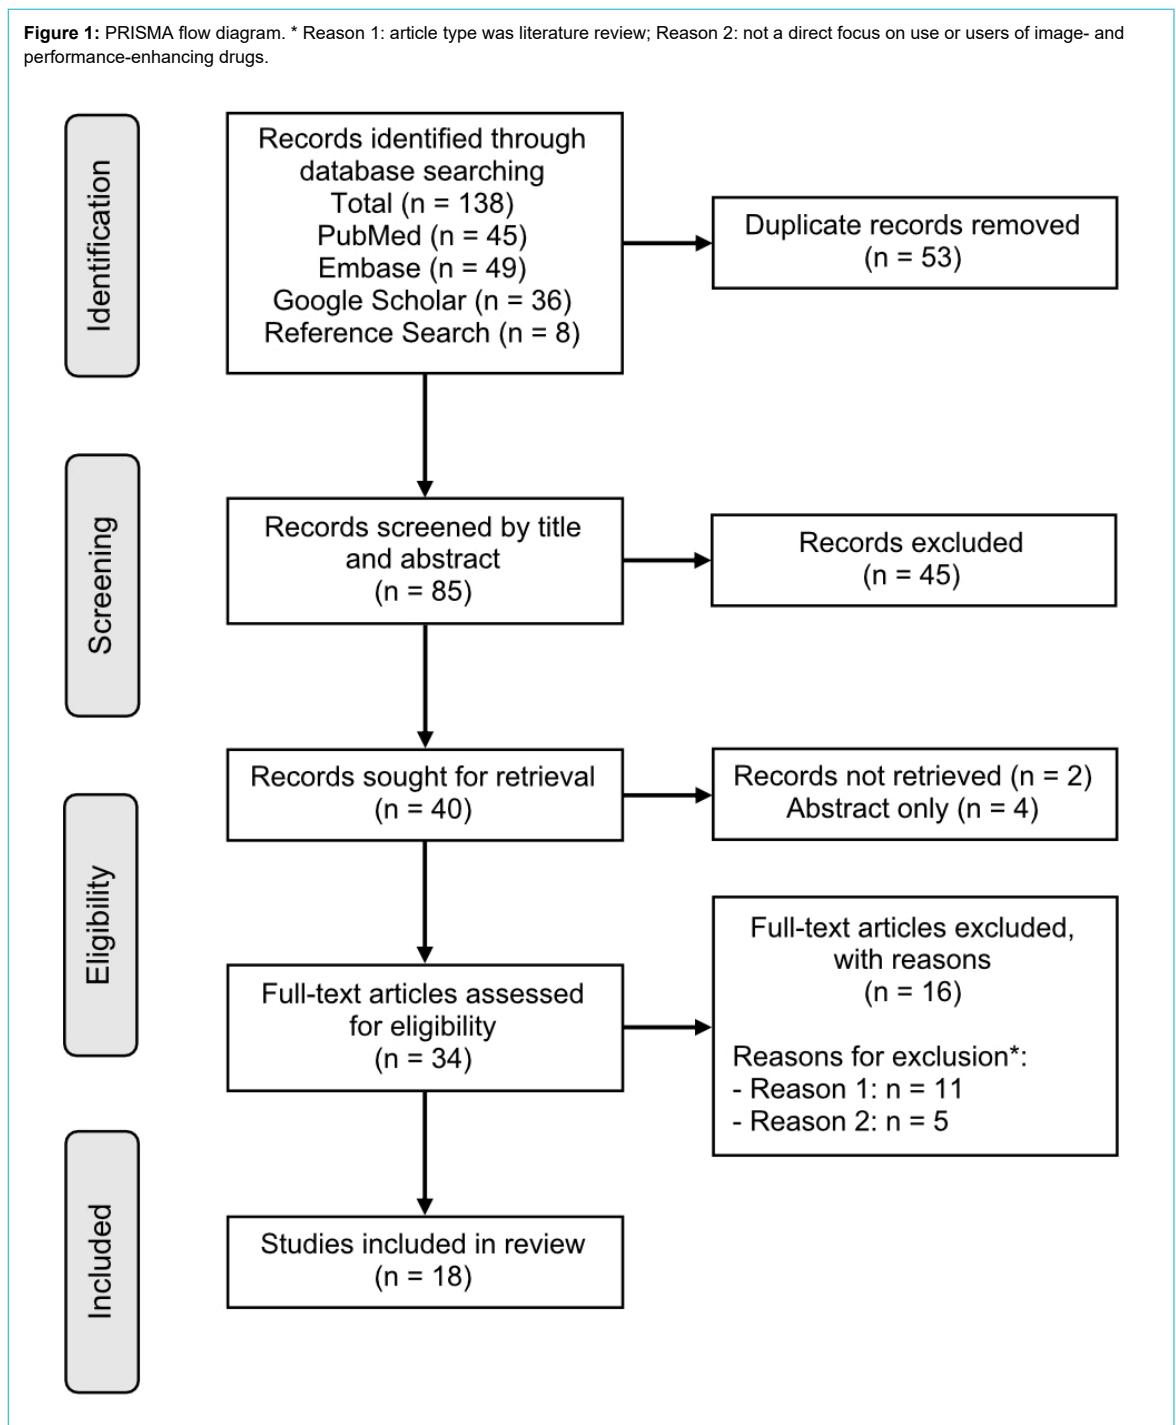 Figure 1: PRISMA flow diagram. * Reason 1: article type was literature review; Reason 2: not a direct focus on use or users of image- and
performance-enhancing drugs.
Identification
Records identified through
database searching
Total (n = 138)
PubMed (n = 45)
Embase (n = 49)
Google Scholar (n = 36)
Reference Search (n = 8)
Duplicate records removed
(n = 53)
Screening
Records screened by title
and abstract
(n = 85)
Records excluded
(n = 45)
Eligibility
Records sought for retrieval
(n = 40)
Records not retrieved (n = 2)
Abstract only (n = 4)
Full-text articles assessed
for eligibility
(n = 34)
Full-text articles excluded,
with reasons
(n = 16)
Reasons for exclusion*:
- Reason 1: n = 11
- Reason 2: n = 5
Included
Studies included in review
(n = 18)